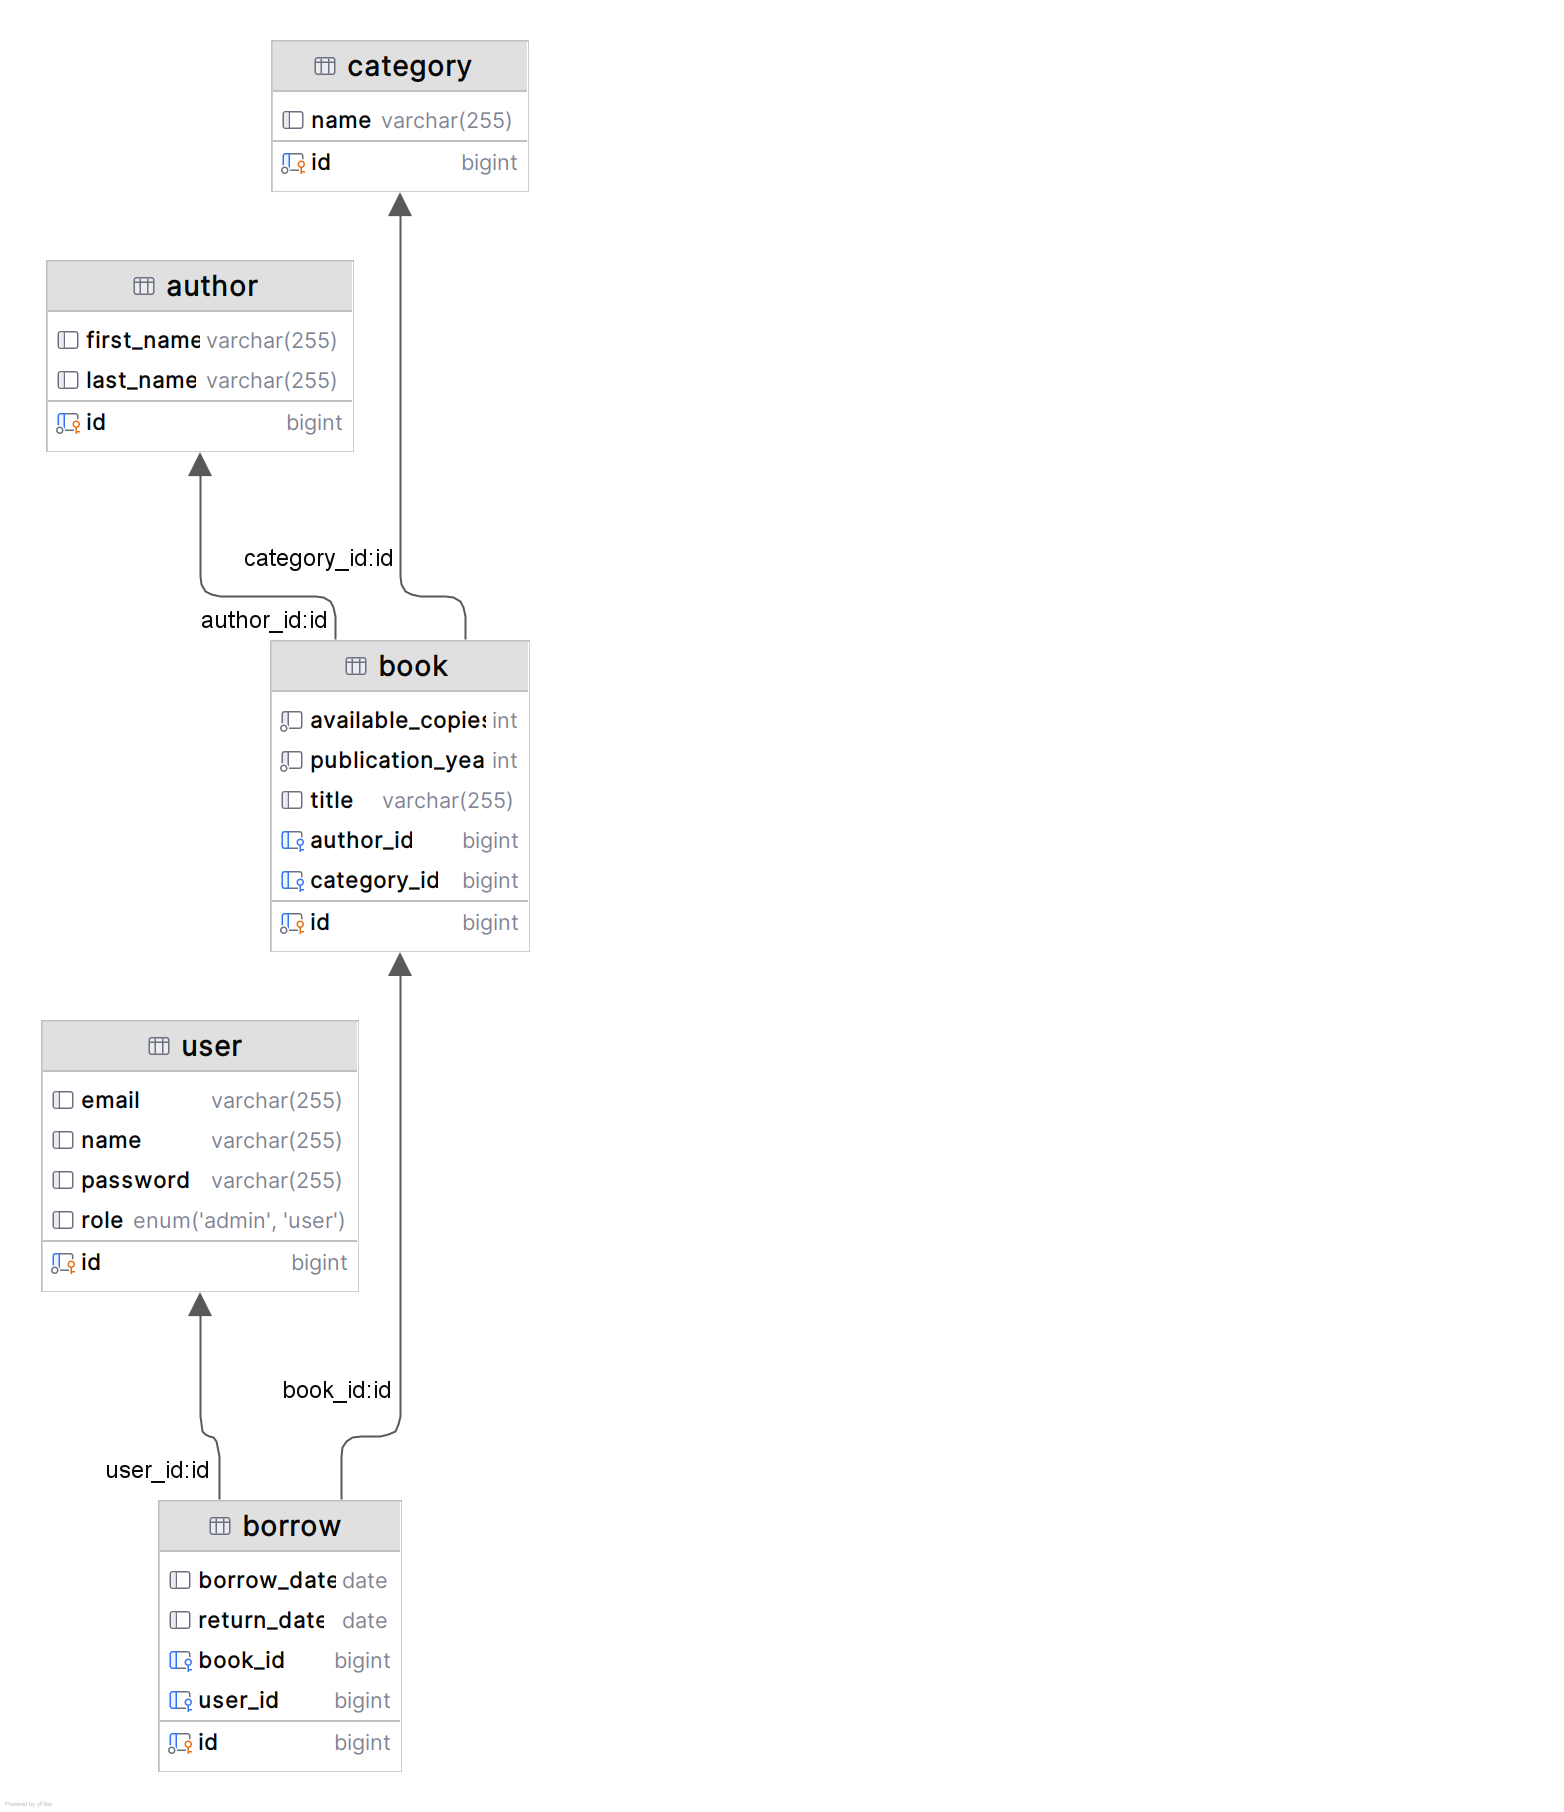 category
name varchar(255)
id bigint
author
first_name varchar(255)
last_name varchar(255)
id bigint
category_id:id
author_id:id
book
available_copies int
publication_yea int
title varchar(255)
author_id bigint
category_id bigint
id bigint
user
email varchar(255)
name varchar(255)
password varchar(255)
role enum('admin', 'user')
id bigint
book_id:id
user_id:id
borrow
borrow_date date
return_date date
book_id bigint
user_id bigint
id bigint
Powered by yFiles